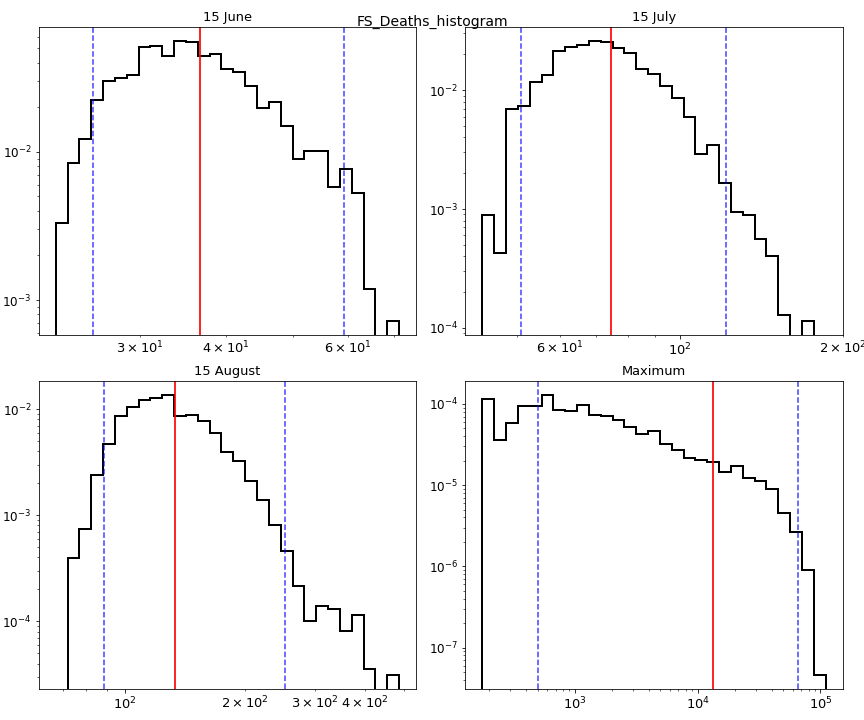 FS_Deaths_histogram
15 June
15 July
10⁻²
10⁻³
3 × 10¹
4 × 10¹
6 × 10¹
10⁻²
10⁻³
10⁻⁴
6 × 10¹
10²
2 × 10²
15 August
Maximum
10⁻²
10⁻³
10⁻⁴
10²
2 × 10²
3 × 10²
4 × 10²
10⁻⁴
10⁻⁵
10⁻⁶
10⁻⁷
10³
10⁴
10⁵